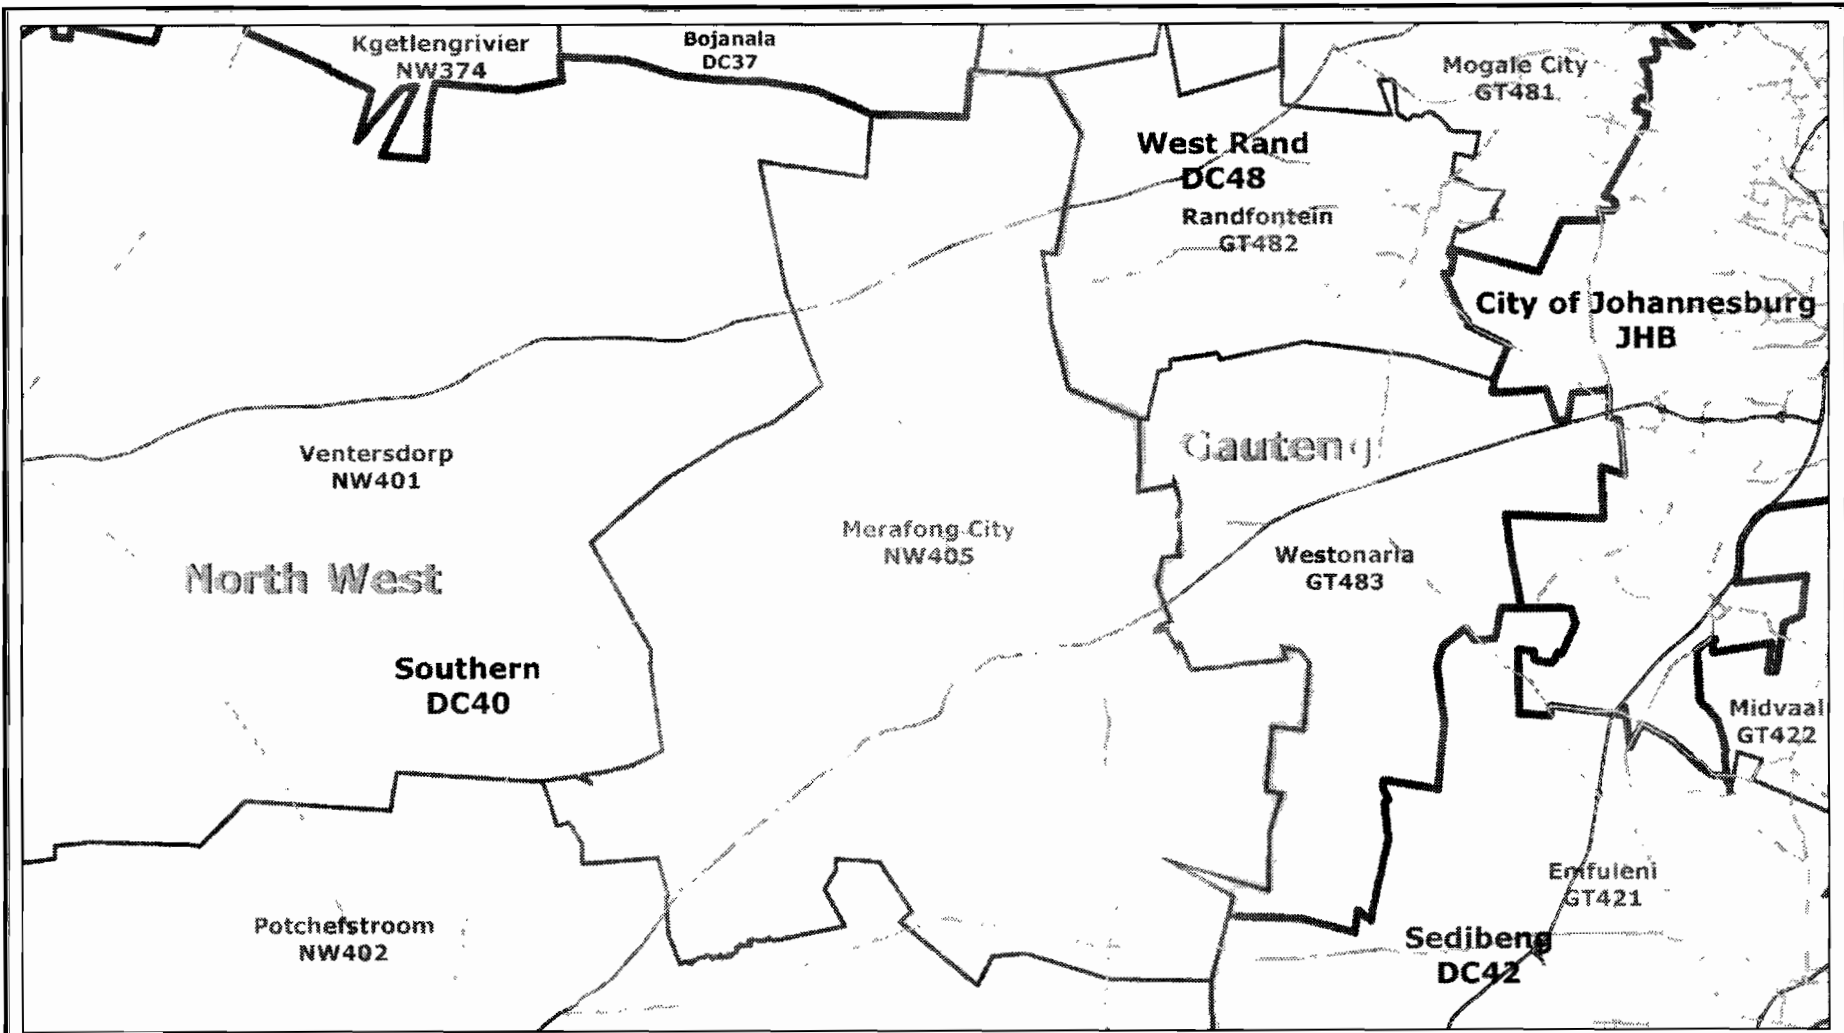 Kgetlengrivier
NW374
Bojanala
DC37
Mogale City
GT481
West Rand
DC48
Randfontein
GT482
City of Johannesburg
JHB
Ventersdorp
NW401
Gauteng
Merafong City
NW405
Westonaria
GT483
North West
Southern
DC40
Midvaal
GT422
Emfuleni
GT421
Potchefstroom
NW402
Sedibeng
DC42